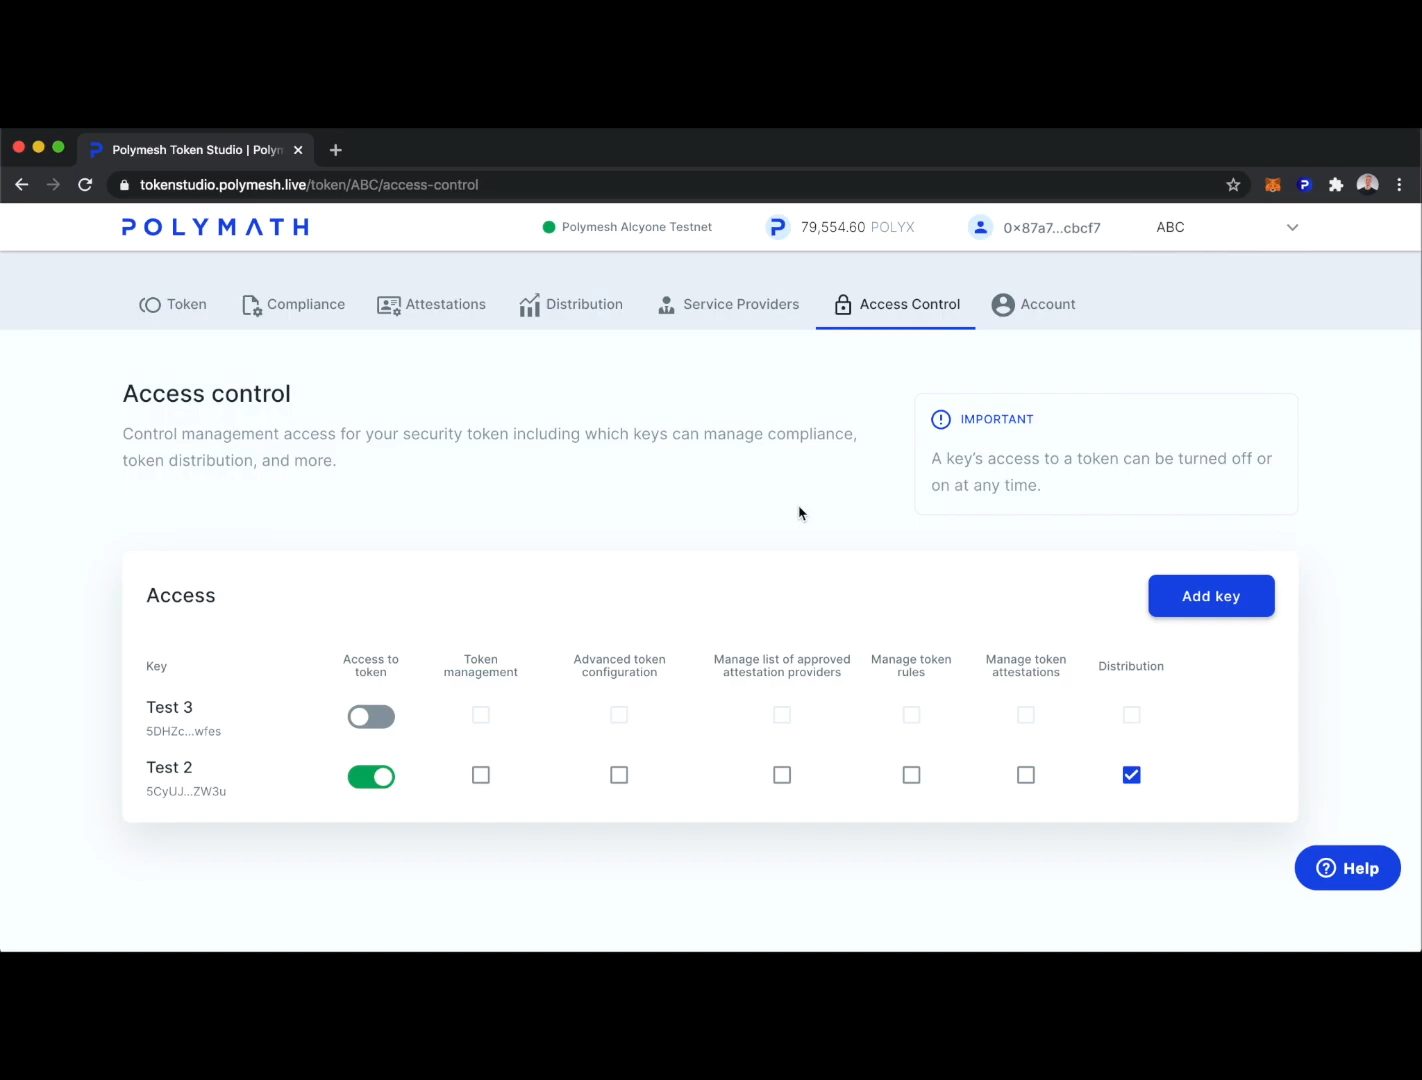 Polymesh Token Studio | Polyn
tokenstudio.polymesh.live/token/ABC/access-control
POLYMATH
Polymesh Alcyone Testnet
79,554.60 POLYX
0×87a7...cbcf7
ABC
Token
Compliance
Attestations
Distribution
Service Providers
Access Control
Account
Access control
Control management access for your security token including which keys can manage compliance,
token distribution, and more.
IMPORTANT
A key’s access to a token can be turned off or
on at any time.
Access
Add key
Key
Access to
token
Token
management
Advanced token
configuration
Manage list of approved
attestation providers
Manage token
rules
Manage token
attestations
Distribution
Test 3
5DHZc...wfes
Test 2
5CyUJ...ZW3u
Help